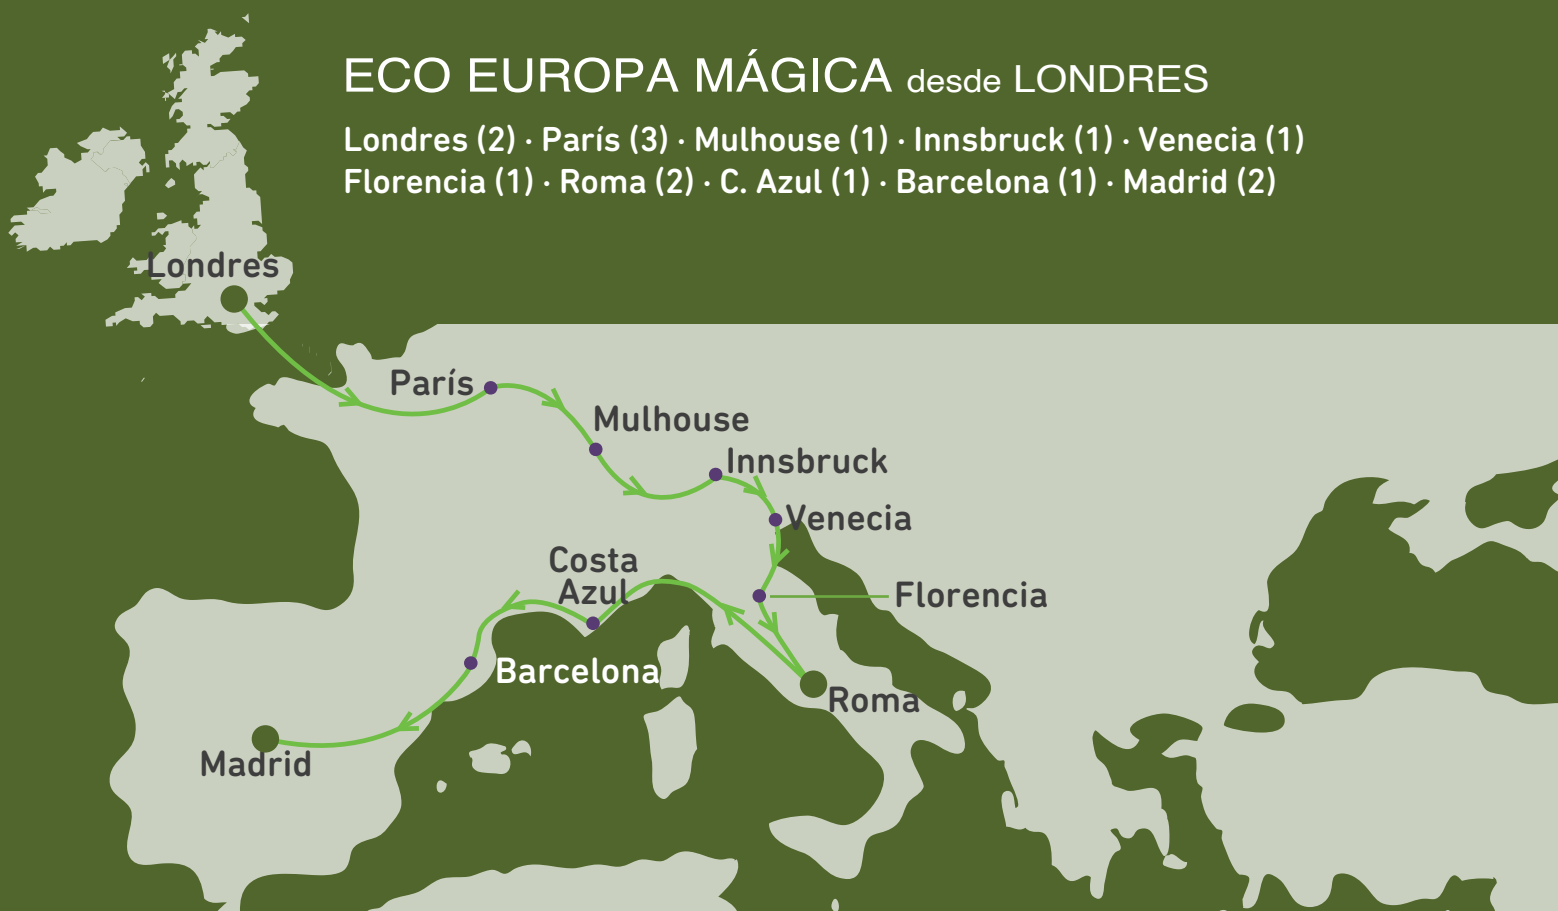 ECO EUROPA MÁGICA desde LONDRES
Londres (2) · París (3) · Mulhouse (1) · Innsbruck (1) · Venecia (1)
Florencia (1) · Roma (2) · C. Azul (1) · Barcelona (1) · Madrid (2)
Londres
París
Mulhouse
Innsbruck
Venecia
Costa
Azul
Florencia
Barcelona
Roma
Madrid